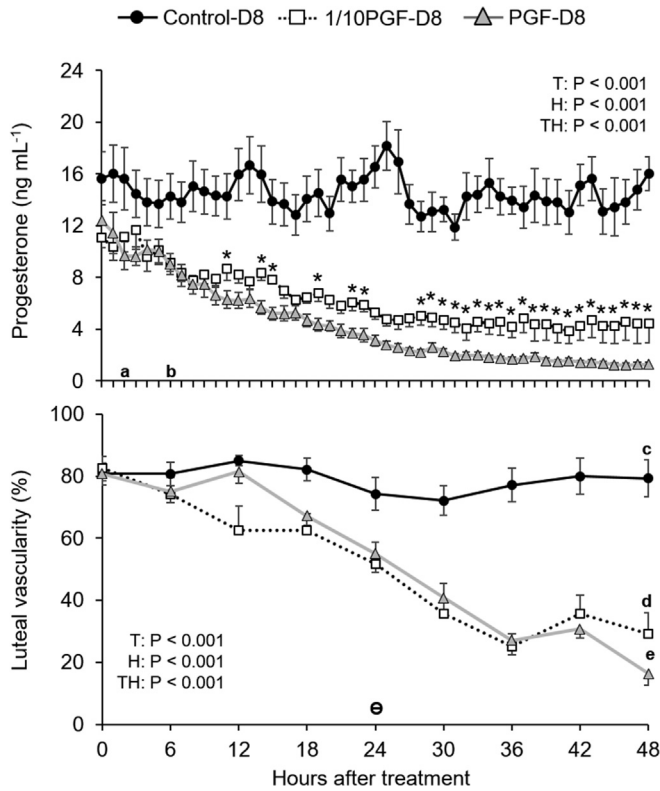 Control-D8 1/10PGF-D8 PGF-D8
24
20
16
12
8
4
0
Progesterone (ng mL-1)
T: P < 0.001
H: P < 0.001
TH: P < 0.001
* * * * * * * * * * * * * * * * * * * * * * * * * * *
a b
100
80
60
40
20
0
Luteal vascularity (%)
c
d
e
T: P < 0.001
H: P < 0.001
TH: P < 0.001
ɵ
0 6 12 18 24 30 36 42 48
Hours after treatment